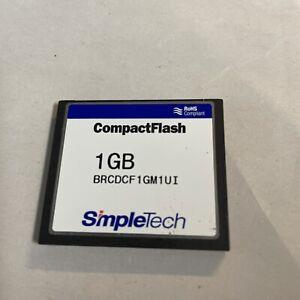 RoHS
Compliant
CompactFlash
1GB
BRCDCF1GM1UI
SimpleTech